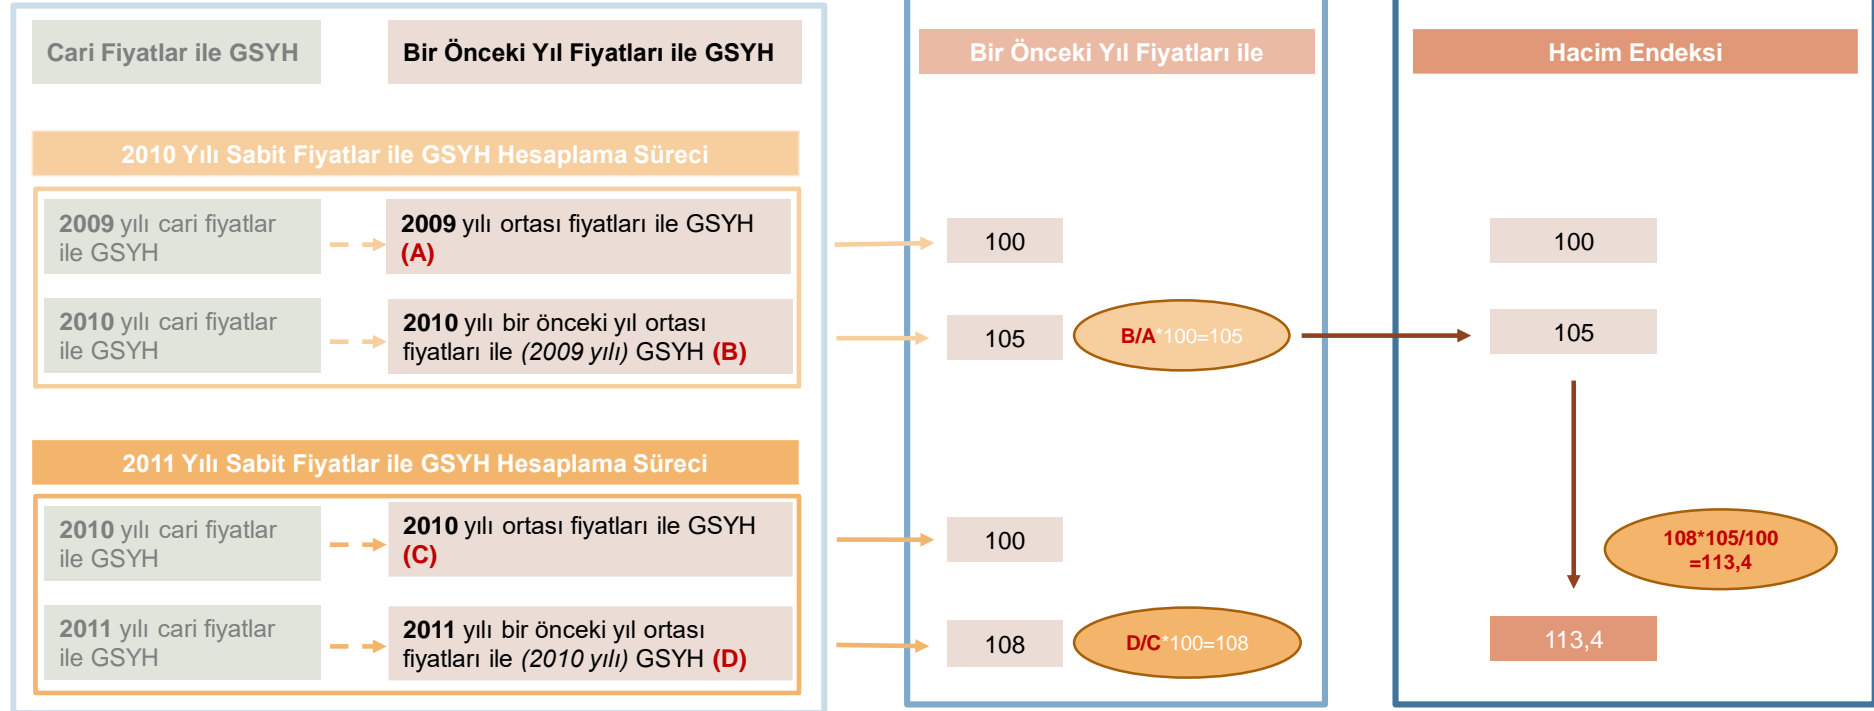 Cari Fiyatlar ile GSYH
Bir Önceki Yıl Fiyatları ile GSYH
2010 Yılı Sabit Fiyatlar ile GSYH Hesaplama Süreci
2009 yılı cari fiyatlar
ile GSYH
2009 yılı ortası fiyatları ile GSYH
(A)
2010 yılı cari fiyatlar
ile GSYH
2010 yılı bir önceki yıl ortası
fiyatları ile (2009 yılı) GSYH (B)
2011 Yılı Sabit Fiyatlar ile GSYH Hesaplama Süreci
2010 yılı cari fiyatlar
ile GSYH
2010 yılı ortası fiyatları ile GSYH
(C)
2011 yılı cari fiyatlar
ile GSYH
2011 yılı bir önceki yıl ortası
fiyatları ile (2010 yılı) GSYH (D)
Bir Önceki Yıl Fiyatları ile
100
105
B/A*100=105
100
108
D/C*100=108
Hacim Endeksi
100
105
108*105/100
=113,4
113,4